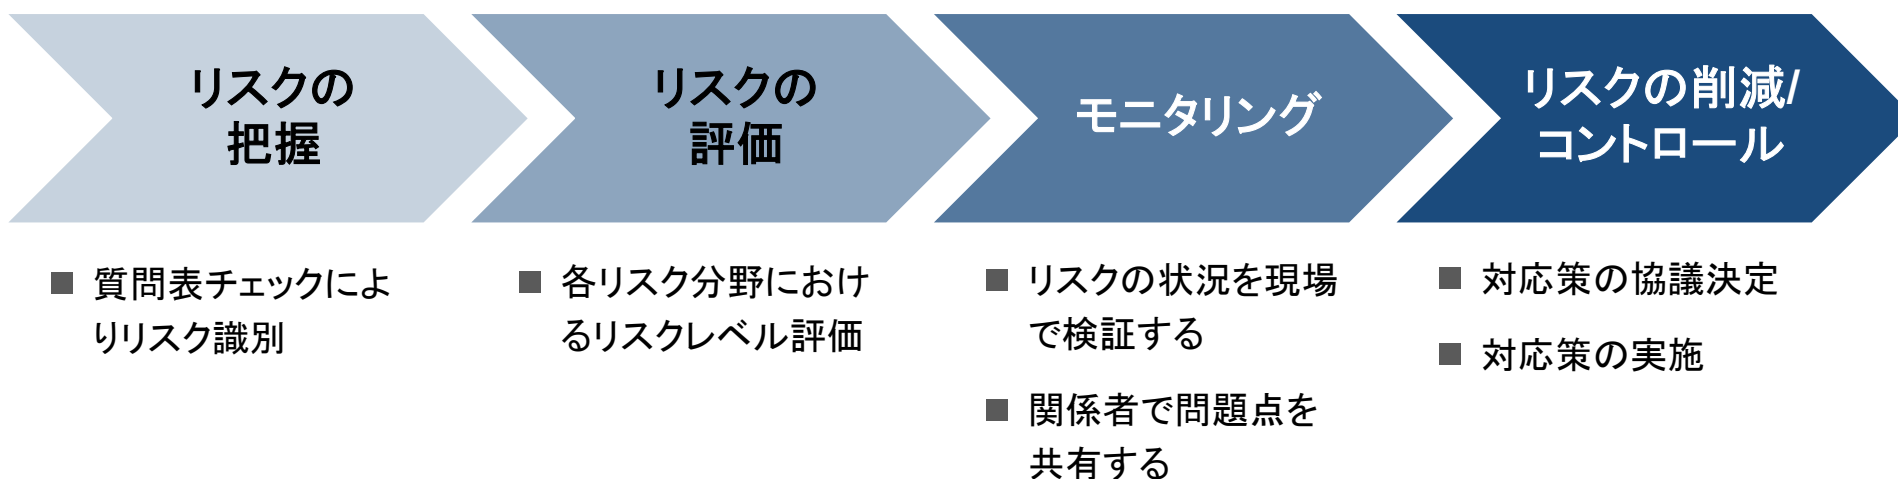 リスクの
把握
リスクの
評価
モニタリング
リスクの削減/
コントロール
■ 質問表チェックによ
りリスク識別
■ 各リスク分野におけ
るリスクレベル評価
■ リスクの状況を現場
で検証する
■ 関係者で問題点を
共有する
■ 対応策の協議決定
■ 対応策の実施